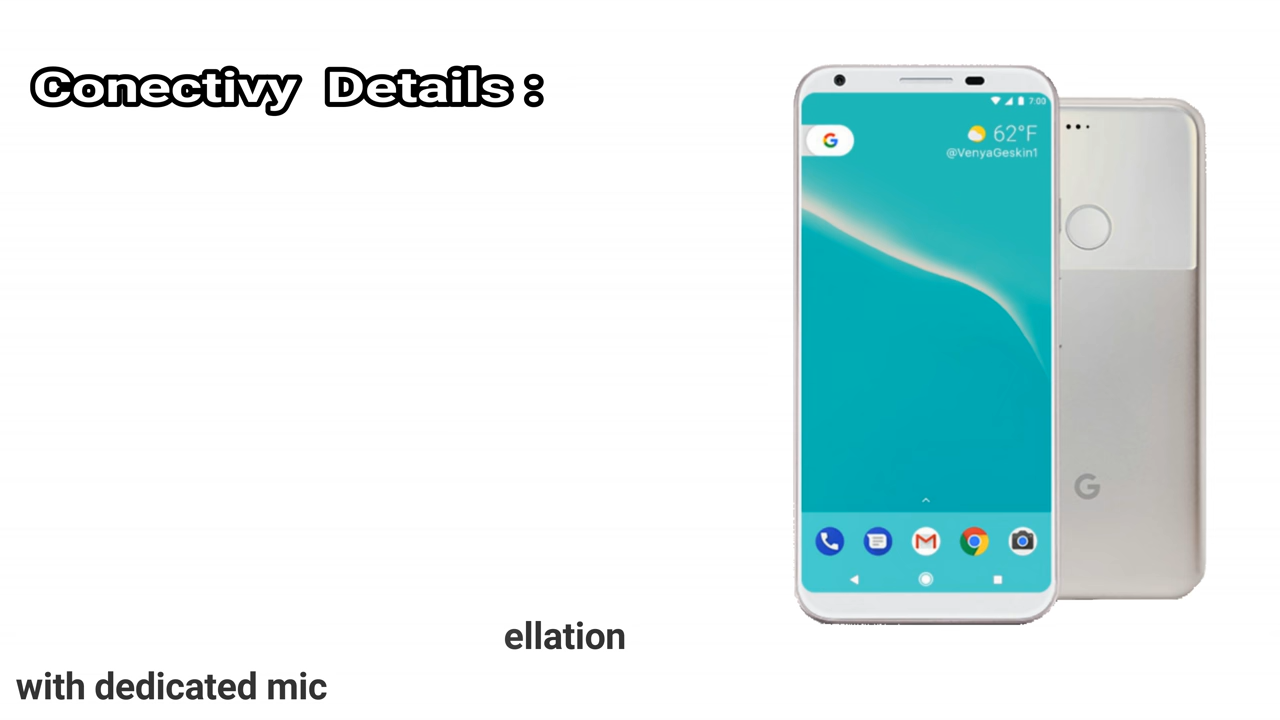 Conectivy Details :
7:00
62°F
@VenyaGeskin1
ellation
with dedicated mic